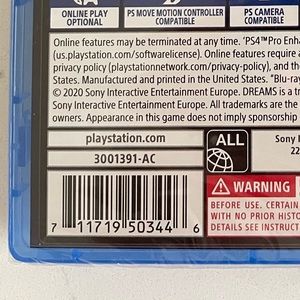 ONLINE PLAY
(OPTIONAL)
PS MOVE MOTION CONTROLLER
COMPATIBLE
PS CAMERA
COMPATIBLE
Online features may be terminated at any time. 'PS4™Pro Enha
(us.playstation.com/softwarelicense). Online features require
privacy policy (playstationnetwork.com/privacy-policy), and the
States. Manufactured and printed in the United States. "Blu-ray
© 2020 Sony Interactive Entertainment Europe. DREAMS is a
Sony Interactive Entertainment Europe. All trademarks are the
owners. Appearance in this game does not imply sponsorship
playstation.com
3001391-AC
ALL
Sony
22
7 11719 50344 6
WARNING
BEFORE USE. CERTAIN
WITH NO PRIOR HISTO
DETAILS SEE INSTRUCT